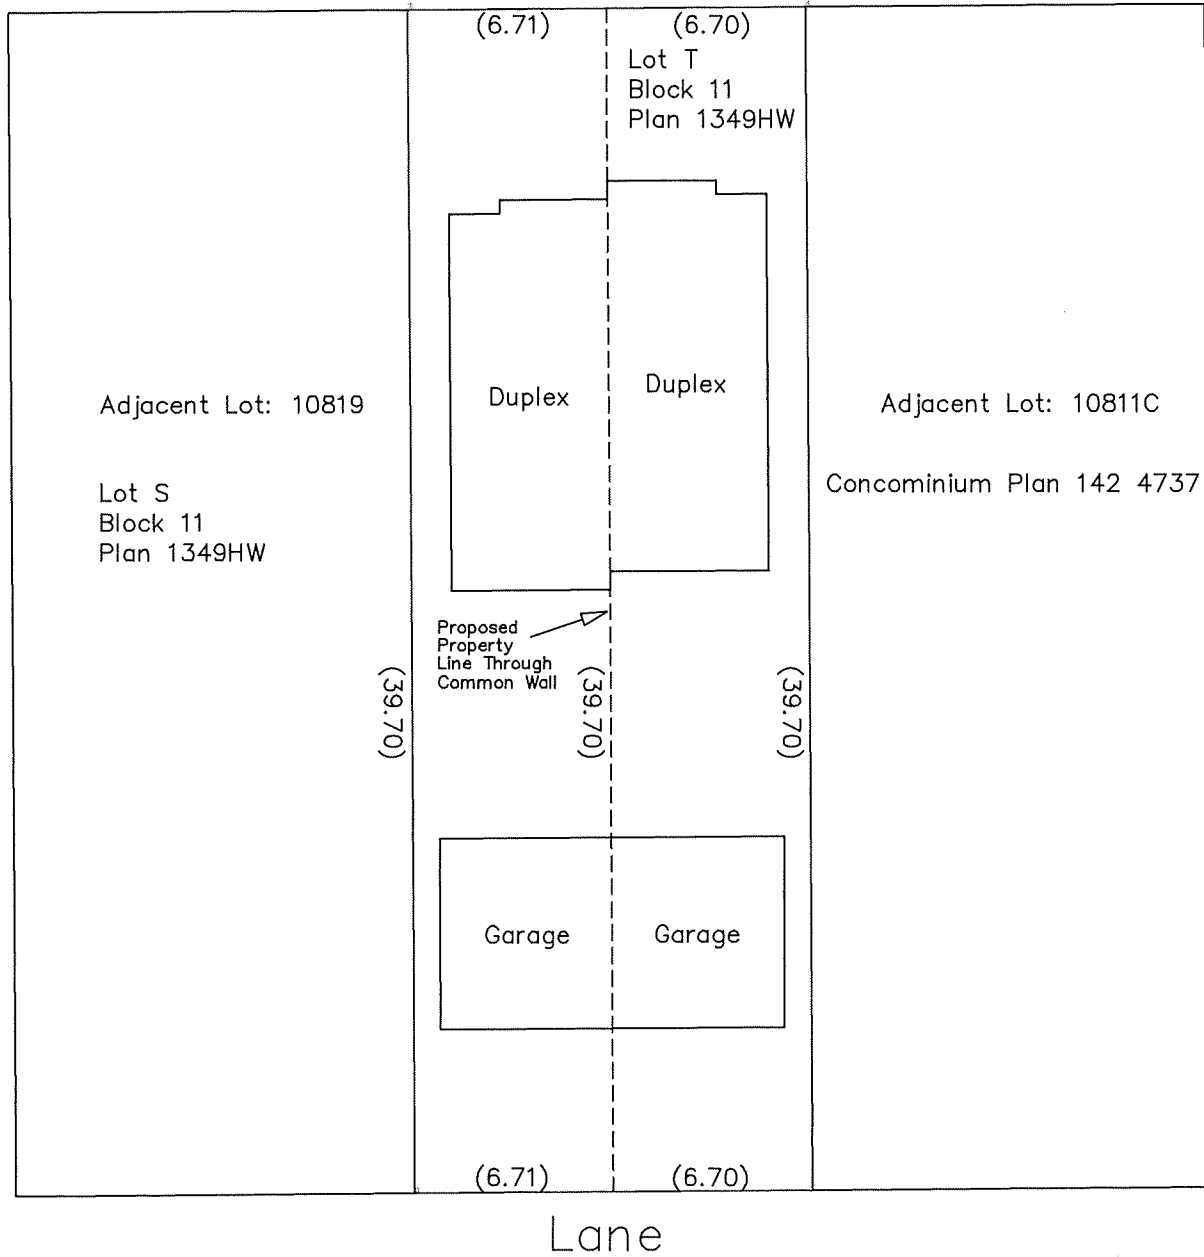 (6.71)
(6.70)
Lot T
Block 11
Plan 1349HW
Duplex
Duplex
Adjacent Lot: 10819
Adjacent Lot: 10811C
Lot S
Block 11
Plan 1349HW
Concominium Plan 142 4737
Proposed
Property
Line Through
Common Wall
(39.70)
(39.70)
(39.70)
Garage
Garage
(6.71)
(6.70)
Lane